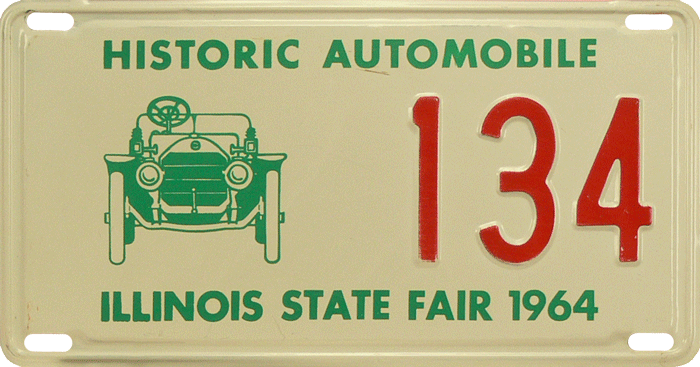 HISTORIC AUTOMOBILE
134
ILLINOIS STATE FAIR 1964